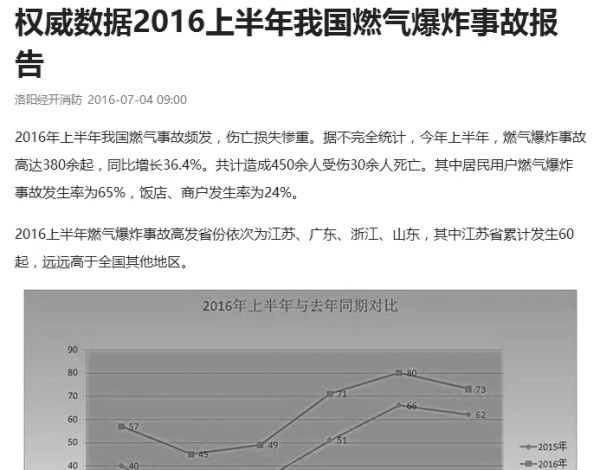 权威数据2016上半年我国燃气爆炸事故报
告
洛阳经开消防 2016-07-04 09:00
2016年上半年我国燃气事故频发，伤亡损失惨重。据不完全统计，今年上半年，燃气爆炸事故
高达380余起，同比增长36.4%。共计造成450余人受伤30余人死亡。其中居民用户燃气爆炸
事故发生率为65%，饭店、商户发生率为24%。
2016上半年燃气爆炸事故高发省份依次为江苏、广东、浙江、山东，其中江苏省累计发生60
起，远远高于全国其他地区。
2016年上半年与去年同期对比
90
80
80
73
70
71
66
62
60
57
50
51
49
45
2015年
2016年
40
40